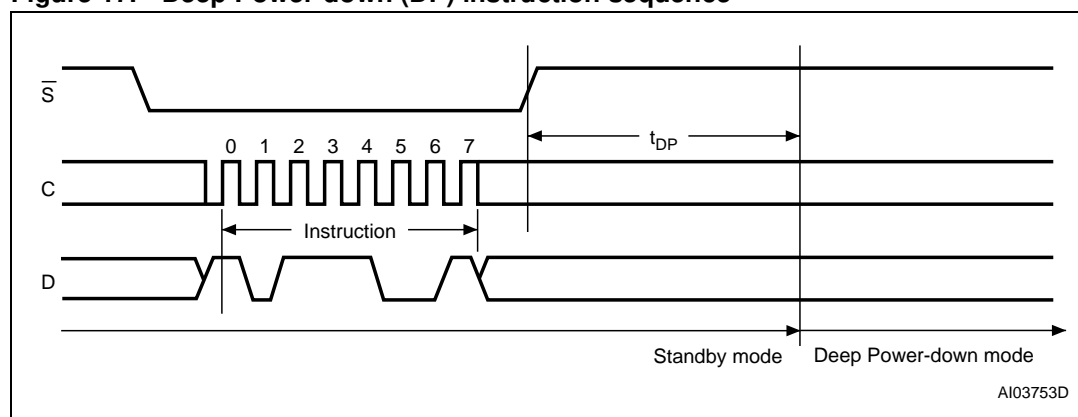 Figure 17. Deep Power-down (DP) instruction sequence
S
0 1 2 3 4 5 6 7
tDP
C
Instruction
D
Standby mode Deep Power-down mode
AI03753D